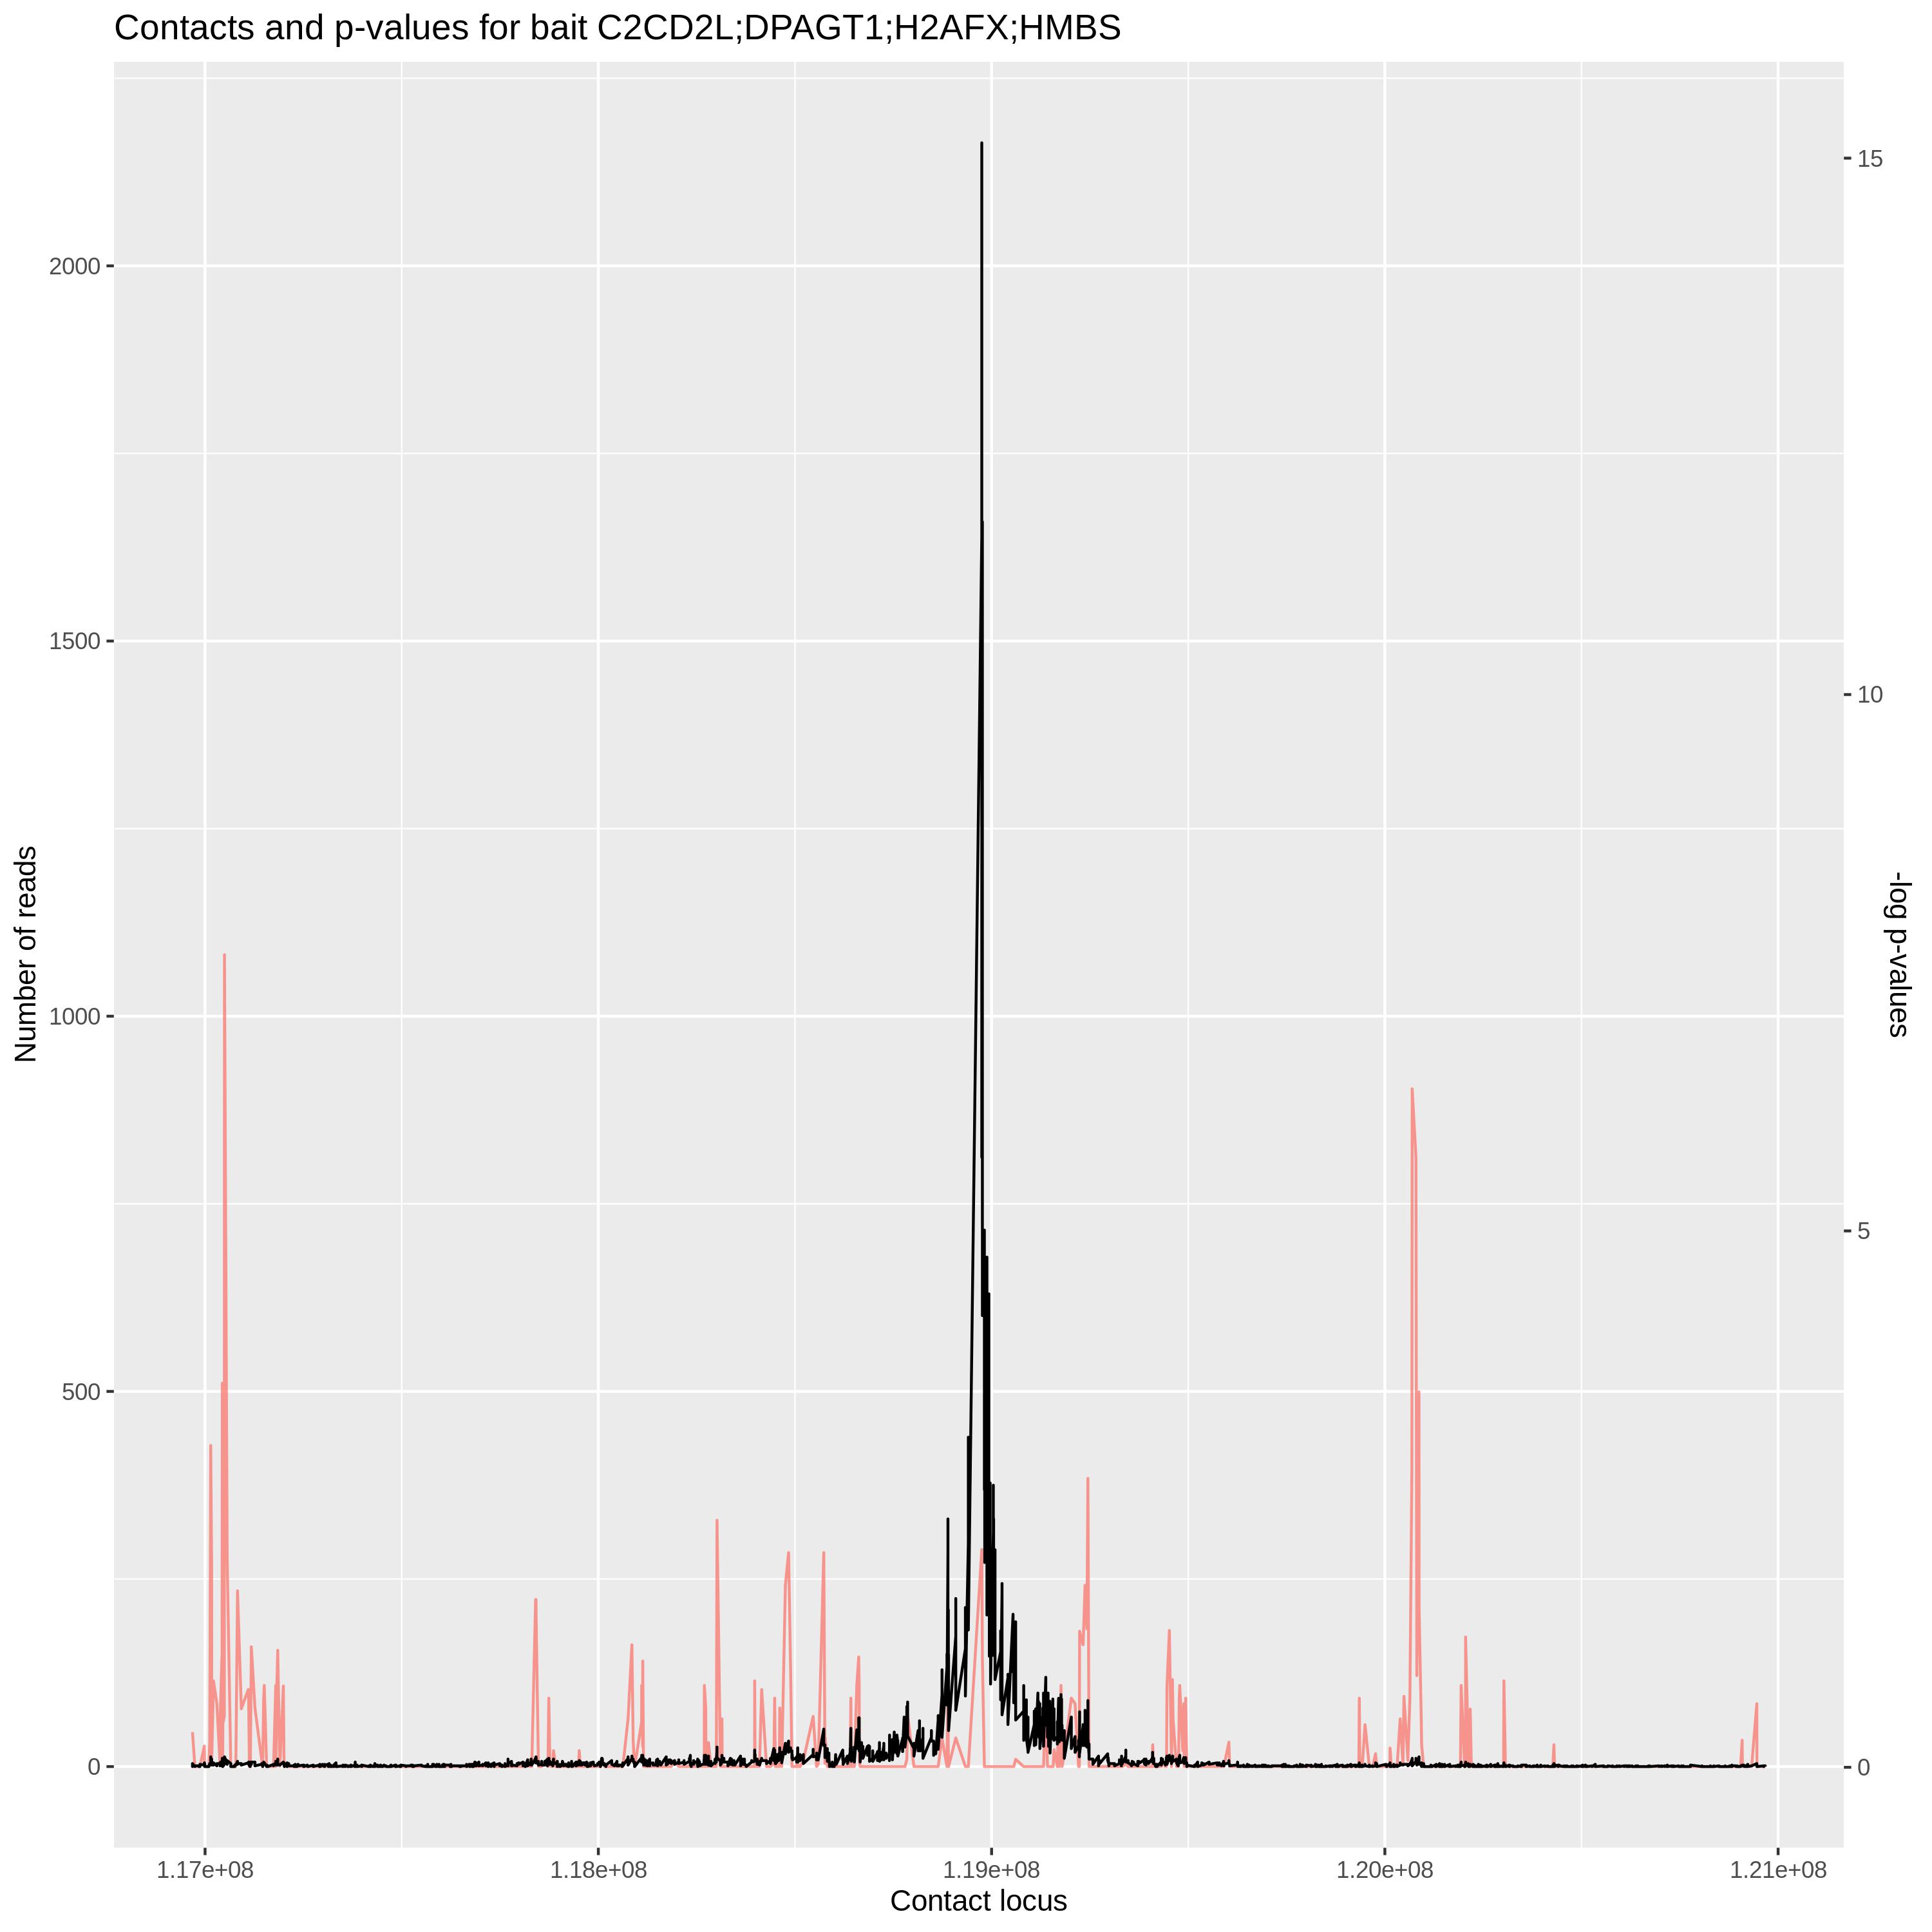 Contacts and p-values for bait C2CD2L;DPAGT1;H2AFX;HMBS
2000
1500
1000
500
0
Number of reads
15
10
5
0
-log p-values
1.17e+08
1.18e+08
1.19e+08
1.20e+08
1.21e+08
Contact locus